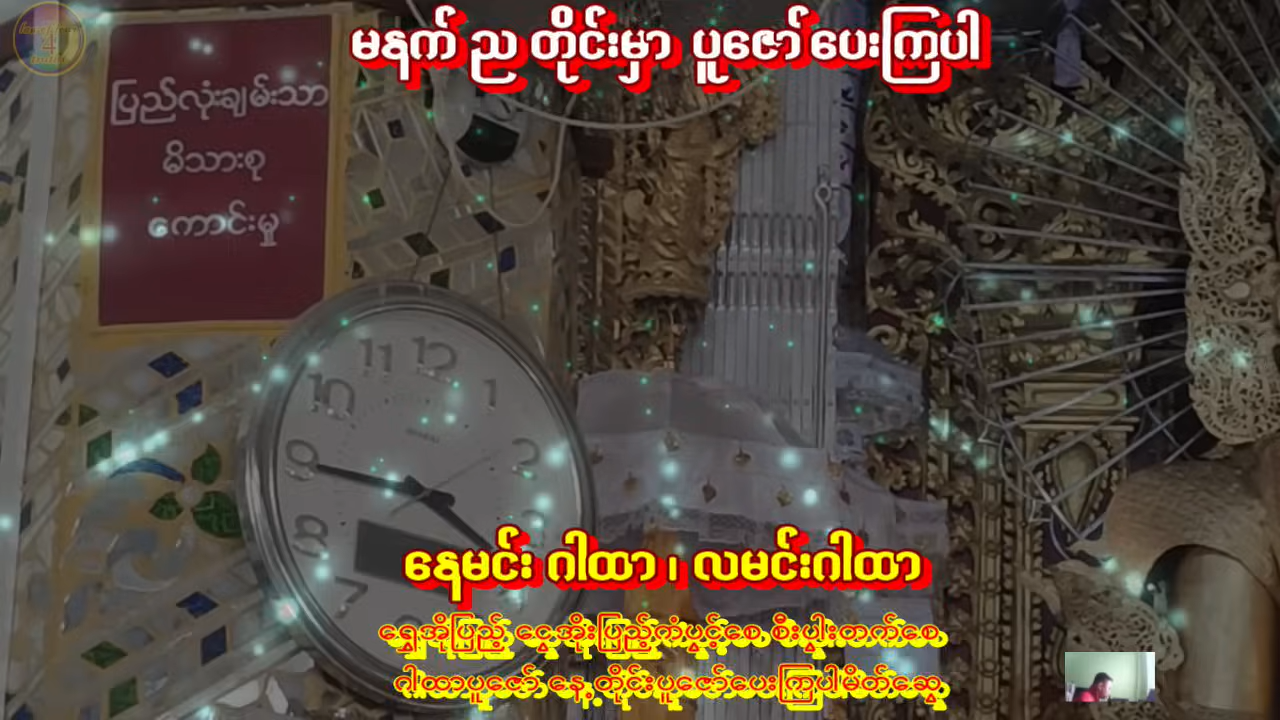 မနက် ည တိုင်းမှာ ပူဇော် ပေးကြပါ
ပြည်လုံးချမ်းသာ
မိသားစု
ကောင်းမှု
11 12 1
10 2
9
8
7
နေမင်း ဂါထာ ၊ လမင်းဂါထာ
ရွှေအိုပြည့် ငွေအိုးပြည့်ကံပွင့်စေ စီးပွါးတက်စေ
ဂါထာပူဇော် နေ့တိုင်းပူဇော်ပေးကြပါမိတ်ဆွေ